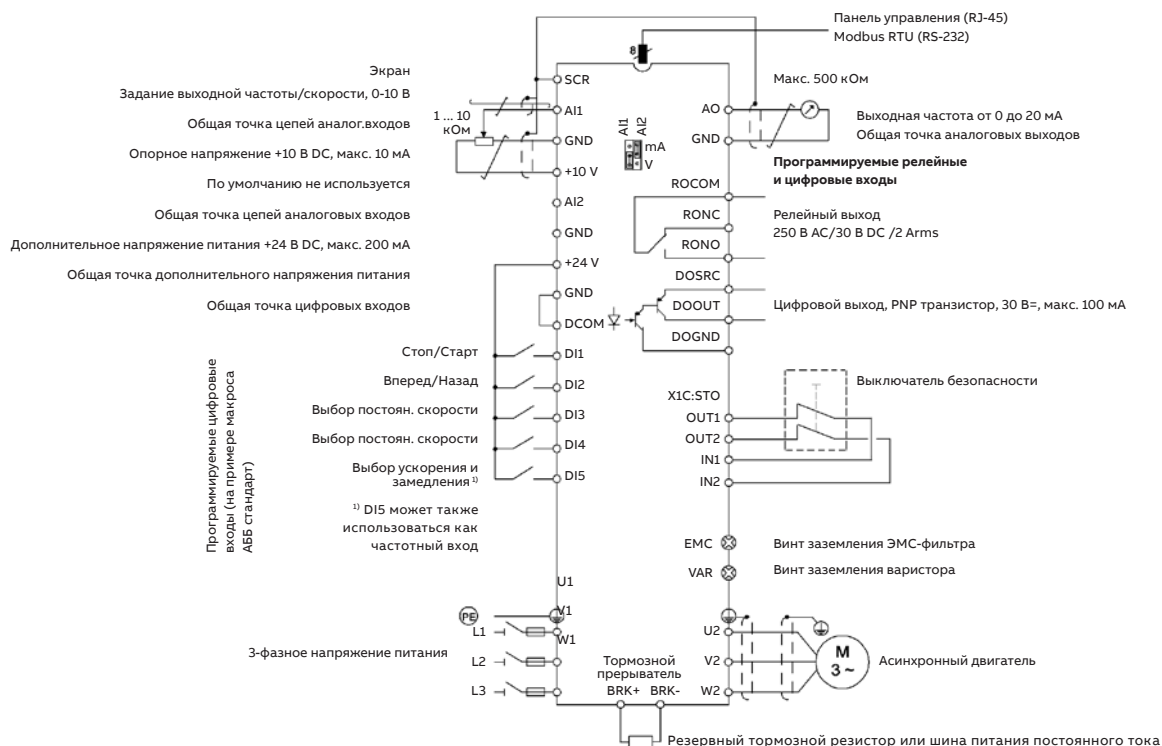 Панель управления (RJ-45)
Modbus RTU (RS-232)
8
Экран
Задание выходной частоты/скорости, 0-10 В
Общая точка цепей аналог.входов
Опорное напряжение +10 В DC, макс. 10 мА
По умолчанию не используется
Общая точка цепей аналоговых входов
Дополнительное напряжение питания +24 В DC, макс. 200 мА
Общая точка дополнительного напряжения питания
Общая точка цифровых входов
1 ... 10
кОм
SCR
AI1
GND
+10 V
AI2
GND
+24 V
GND
DCOM
DI1
DI2
DI3
DI4
DI5
AI1
AI2
mA
V
Стоп/Старт
Вперед/Назад
Выбор постоян. скорости
Выбор постоян. скорости
Выбор ускорения и
замедления ¹⁾
¹⁾ DI5 может также
использоваться как
частотный вход
Программируемые цифровые
входы (на примере макроса
АББ стандарт)
Макс. 500 кОм
AO
GND
Выходная частота от 0 до 20 мА
Общая точка аналоговых выходов
Программируемые релейные
и цифровые входы
ROCOM
RONC
RONO
Релейный выход
250 В AC/30 В DC /2 Arms
DOSRC
DOOUT
DOGND
Цифровой выход, PNP транзистор, 30 В=, макс. 100 мА
X1C:STO
OUT1
OUT2
IN1
IN2
Выключатель безопасности
EMC
Винт заземления ЭМС-фильтра
VAR
Винт заземления варистора
U1
V1
W1
PE
L1
L2
L3
3-фазное напряжение питания
Тормозной
прерыватель
BRK+ BRK-
U2
V2
W2
M
3 ~
Асинхронный двигатель
Резервный тормозной резистор или шина питания постоянного тока